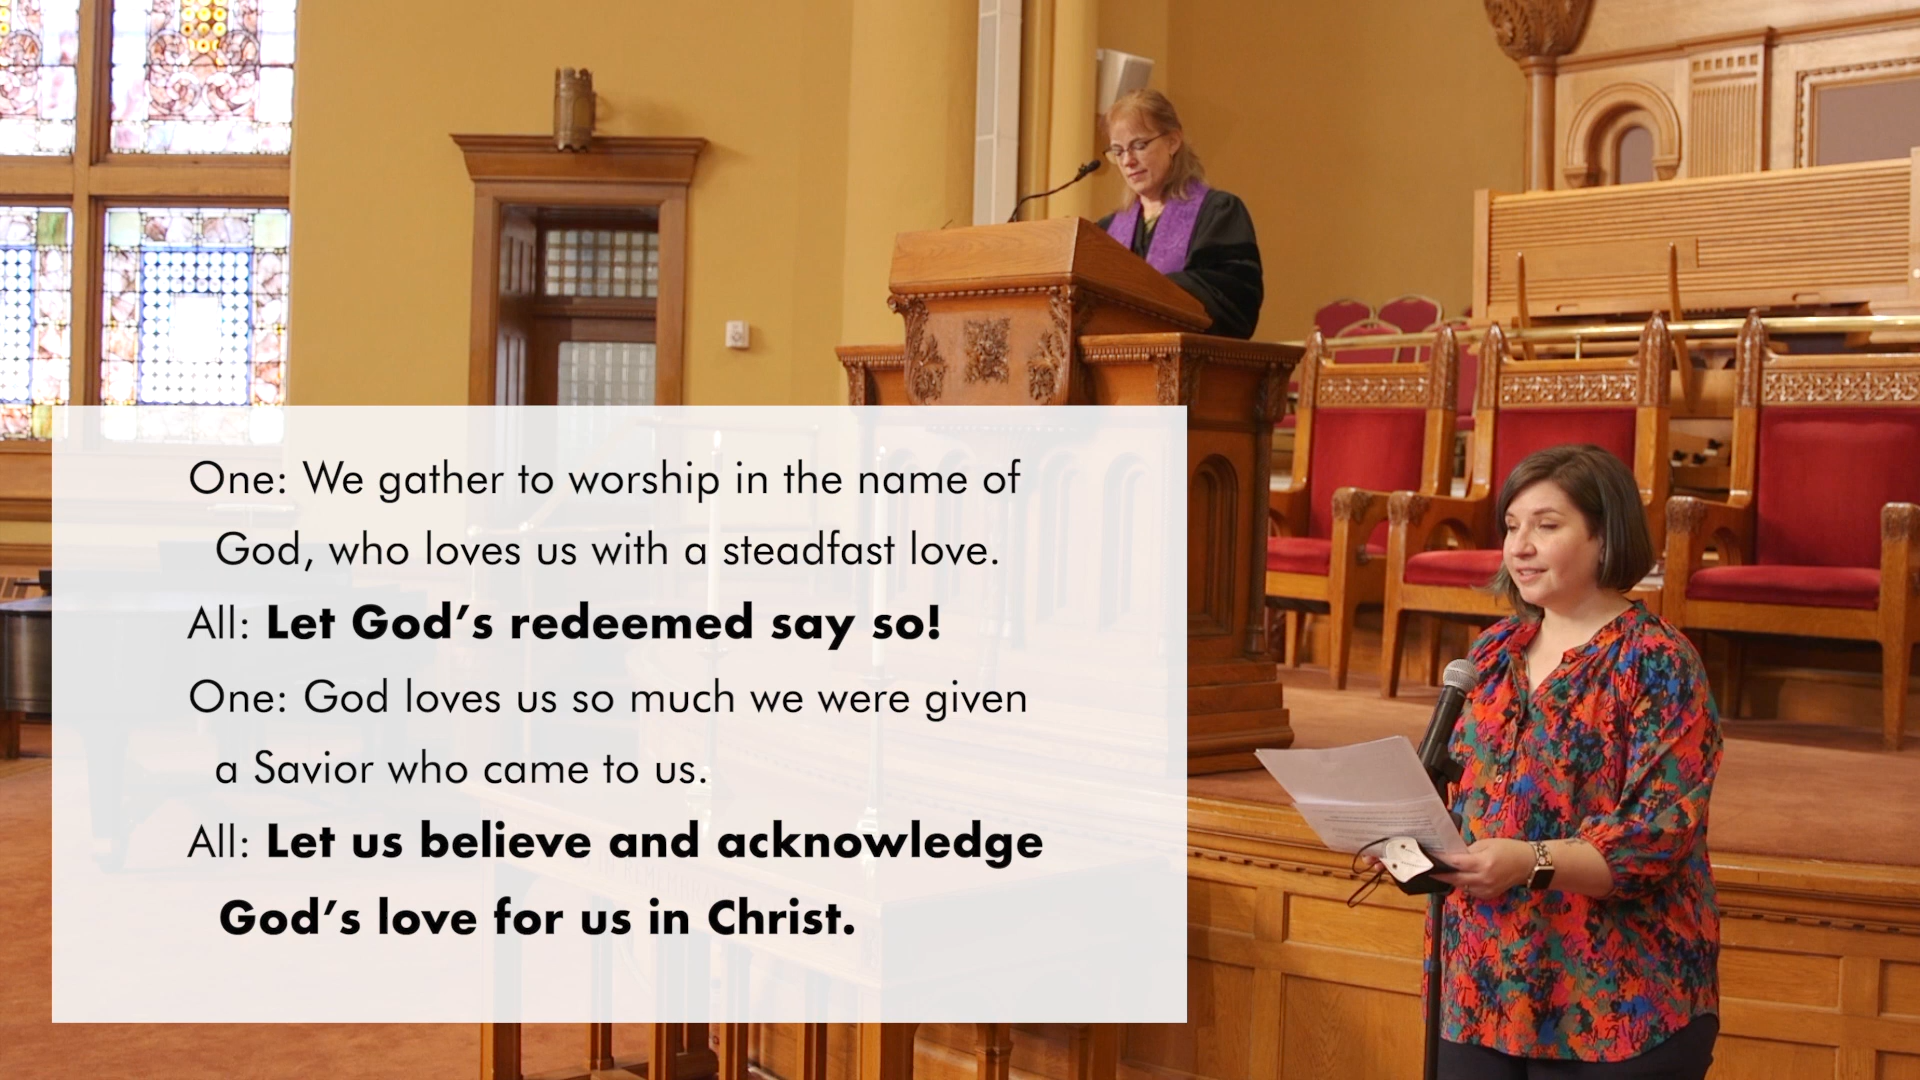 One: We gather to worship in the name of
God, who loves us with a steadfast love.
All: Let God’s redeemed say so!
One: God loves us so much we were given
a Savior who came to us.
All: Let us believe and acknowledge
God’s love for us in Christ.